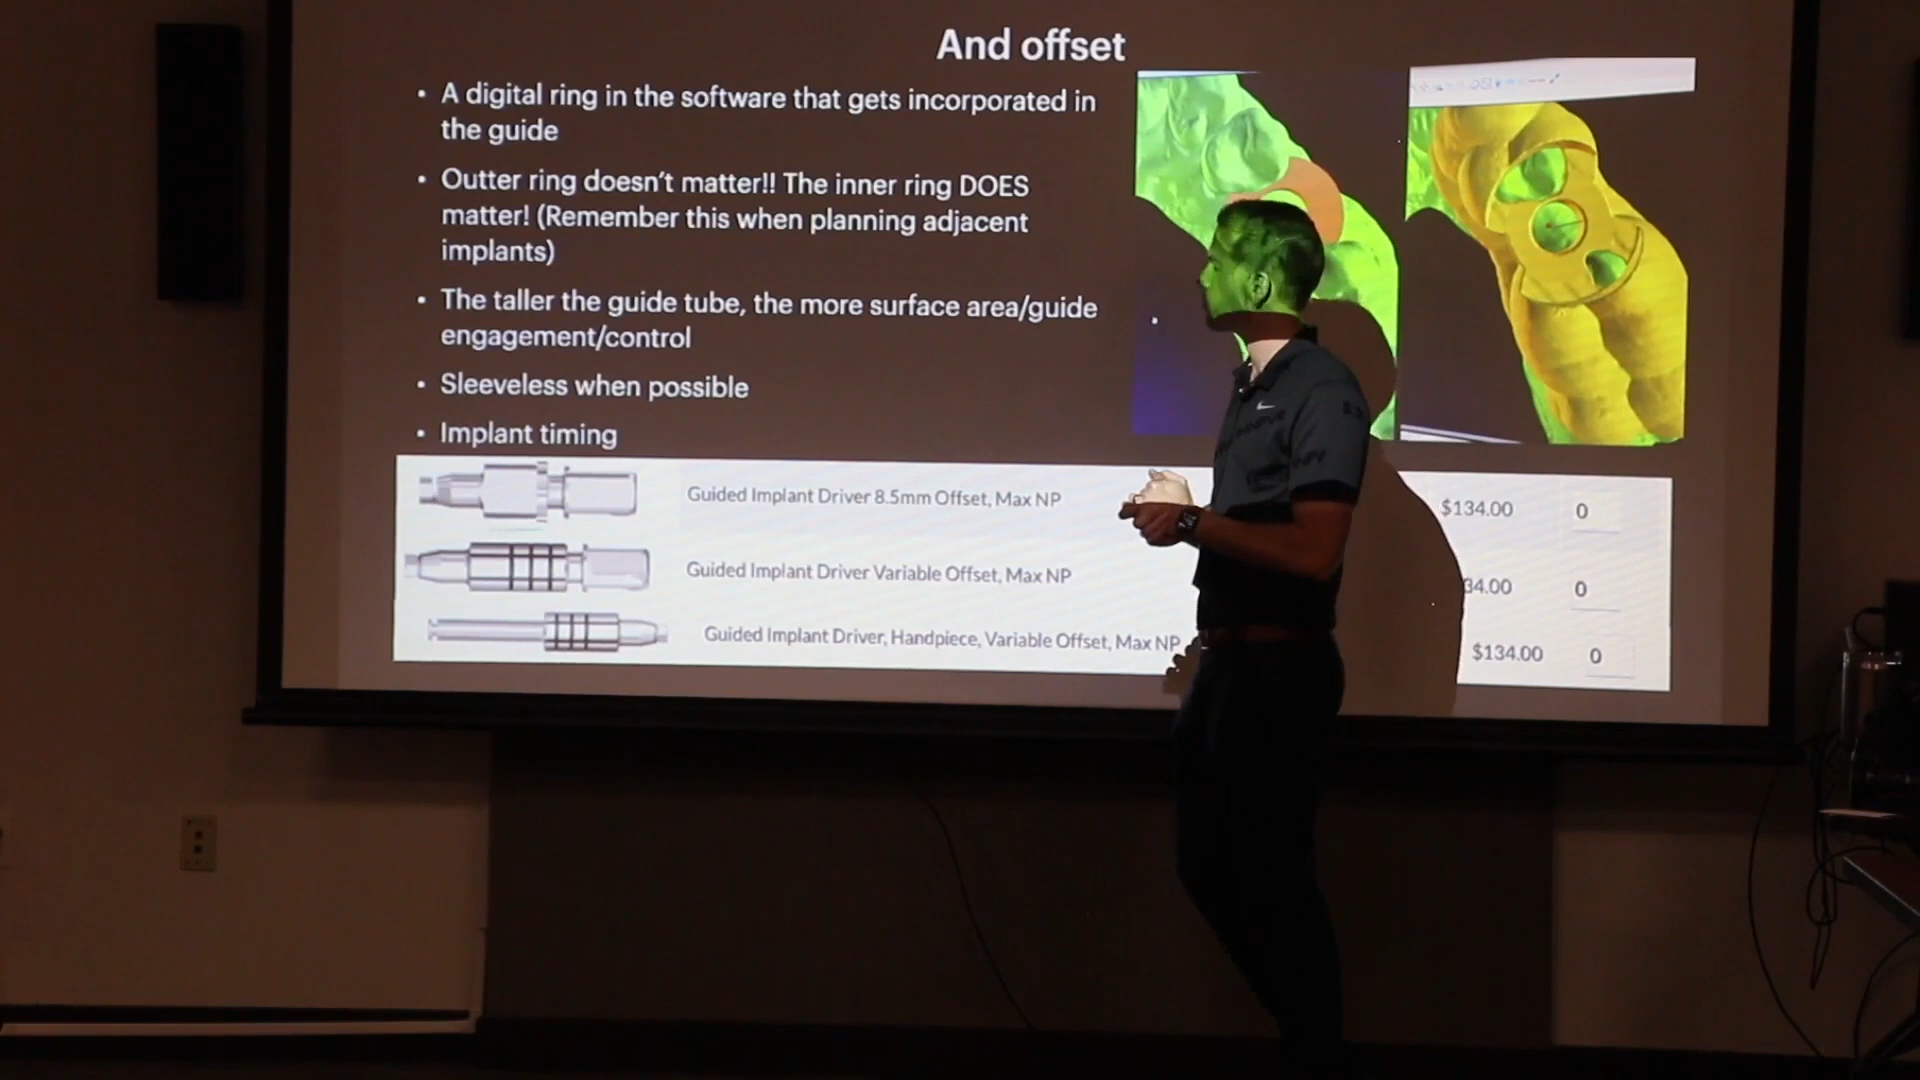 And offset
• A digital ring in the software that gets incorporated in
the guide
• Outter ring doesn't matter!! The inner ring DOES
matter! (Remember this when planning adjacent
implants)
• The taller the guide tube, the more surface area/guide
engagement/control
• Sleeveless when possible
• Implant timing
Guided Implant Driver 8.5mm Offset, Max NP $134.00 0
Guided Implant Driver Variable Offset, Max NP 34.00 0
Guided Implant Driver, Handpiece, Variable Offset, Max NP $134.00 0